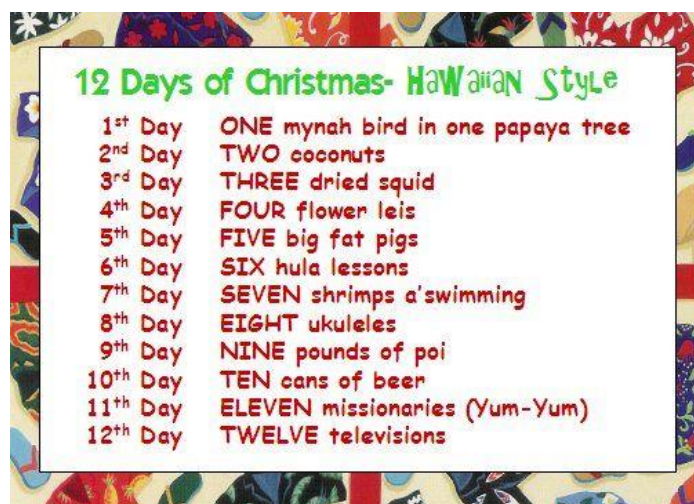 12 Days of Christmas- Hawaiian Style
1st Day ONE mynah bird in one papaya tree
2nd Day TWO coconuts
3rd Day THREE dried squid
4th Day FOUR flower leis
5th Day FIVE big fat pigs
6th Day SIX hula lessons
7th Day SEVEN shrimps a'swimming
8th Day EIGHT ukuleles
9th Day NINE pounds of poi
10th Day TEN cans of beer
11th Day ELEVEN missionaries (Yum-Yum)
12th Day TWELVE televisions